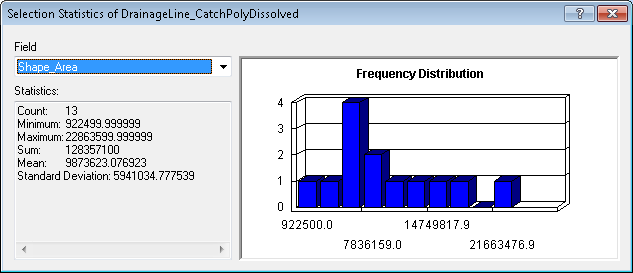 Selection Statistics of DrainageLine_CatchPolyDissolved
Field
Shape_Area
Statistics:
Count: 13
Minimum: 922499.999999
Maximum: 22863599.999999
Sum: 128357100
Mean: 9873623.076923
Standard Deviation: 5941034.777539
Frequency Distribution
4
3
2
1
0
922500.0 14749817.9
7836159.0 21663476.9